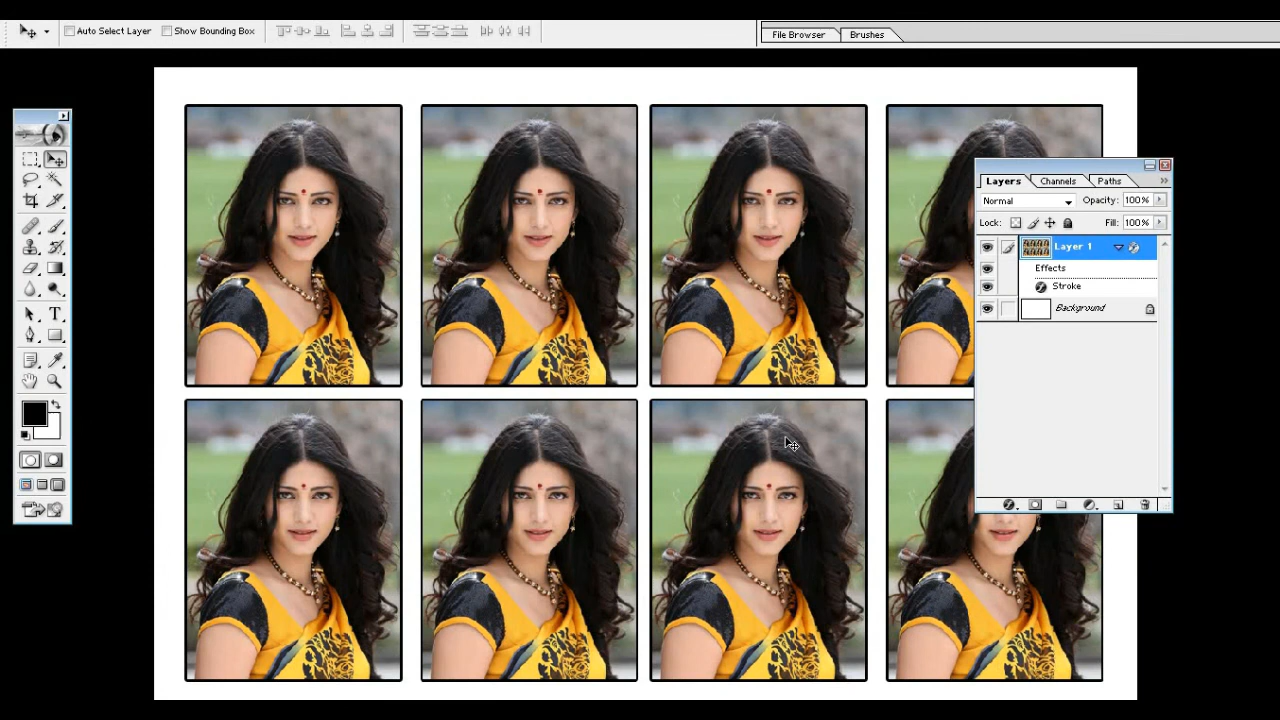 Auto Select Layer
Show Bounding Box
File Browser
Brushes
Layers
Channels
Paths
Normal
Opacity: 100%
Lock:
Fill: 100%
Layer 1
Effects
Stroke
Background
T